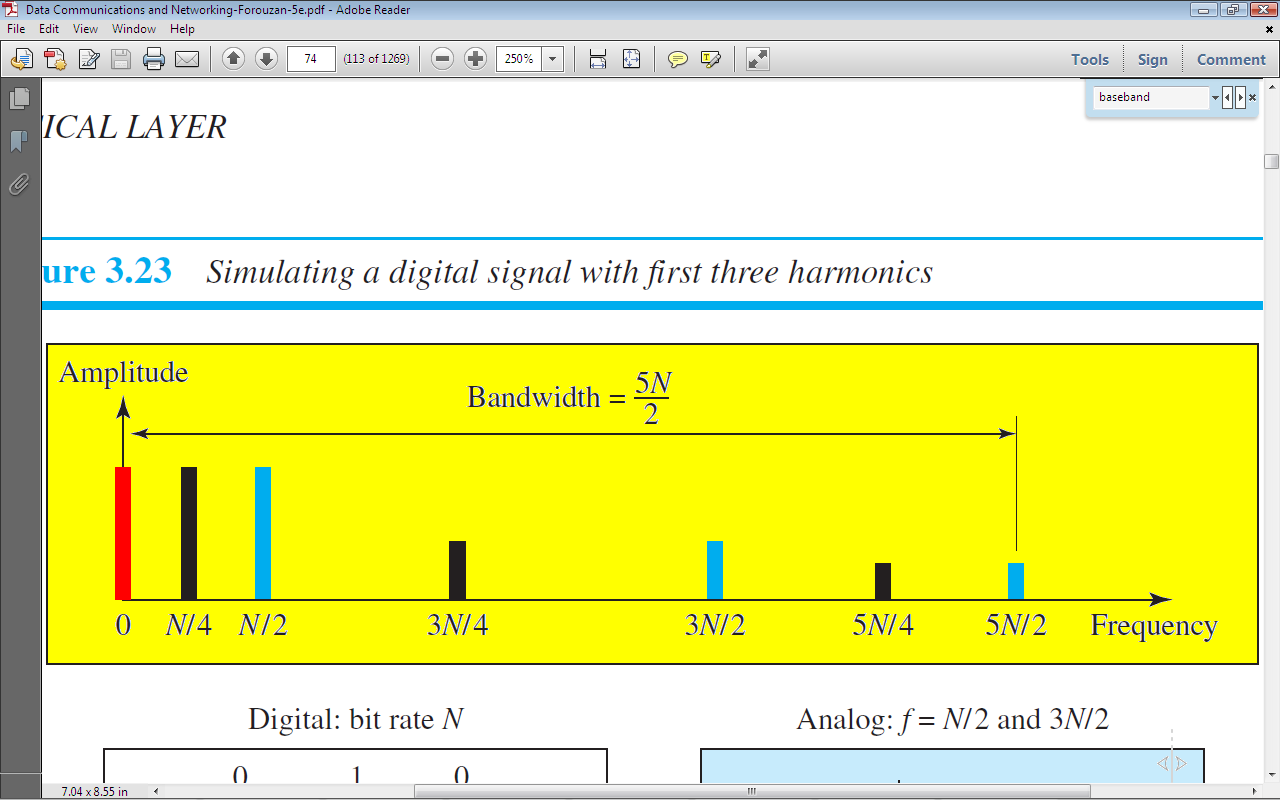 Data Communications and Networking-Forouzan-5e.pdf - Adobe Reader
File Edit View Window Help
74 (113 of 1269) 250% Tools Sign Comment
baseband
ICAL LAYER
ure 3.23 Simulating a digital signal with first three harmonics
Amplitude
Bandwidth = 5N/2
0 N/4 N/2 3N/4 3N/2 5N/4 5N/2 Frequency
Digital: bit rate N
Analog: f = N/2 and 3N/2
0 1 0
7.04 x 8.55 in